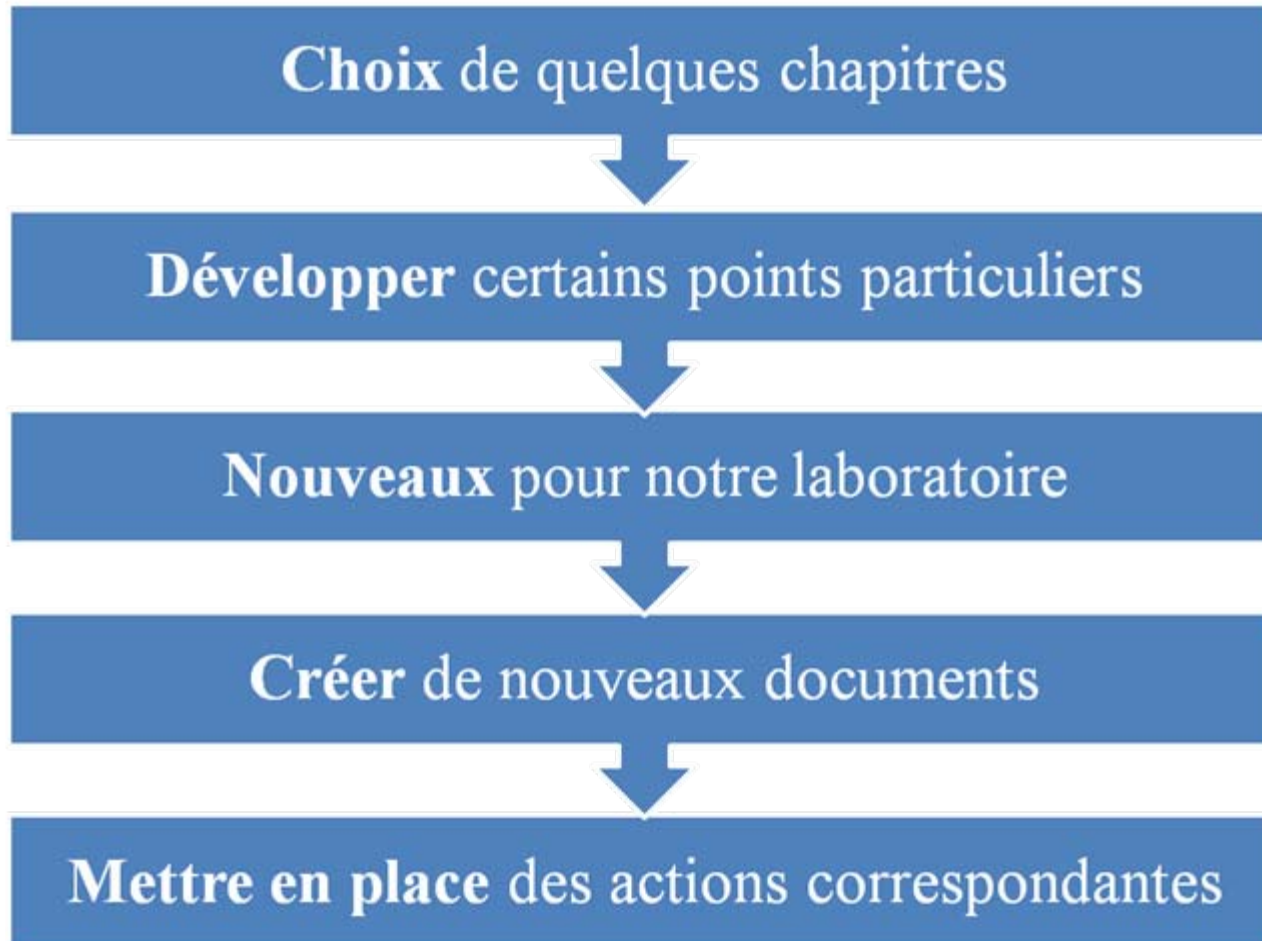 Choix de quelques chapitres
Développer certains points particuliers
Nouveaux pour notre laboratoire
Créer de nouveaux documents
Mettre en place des actions correspondantes